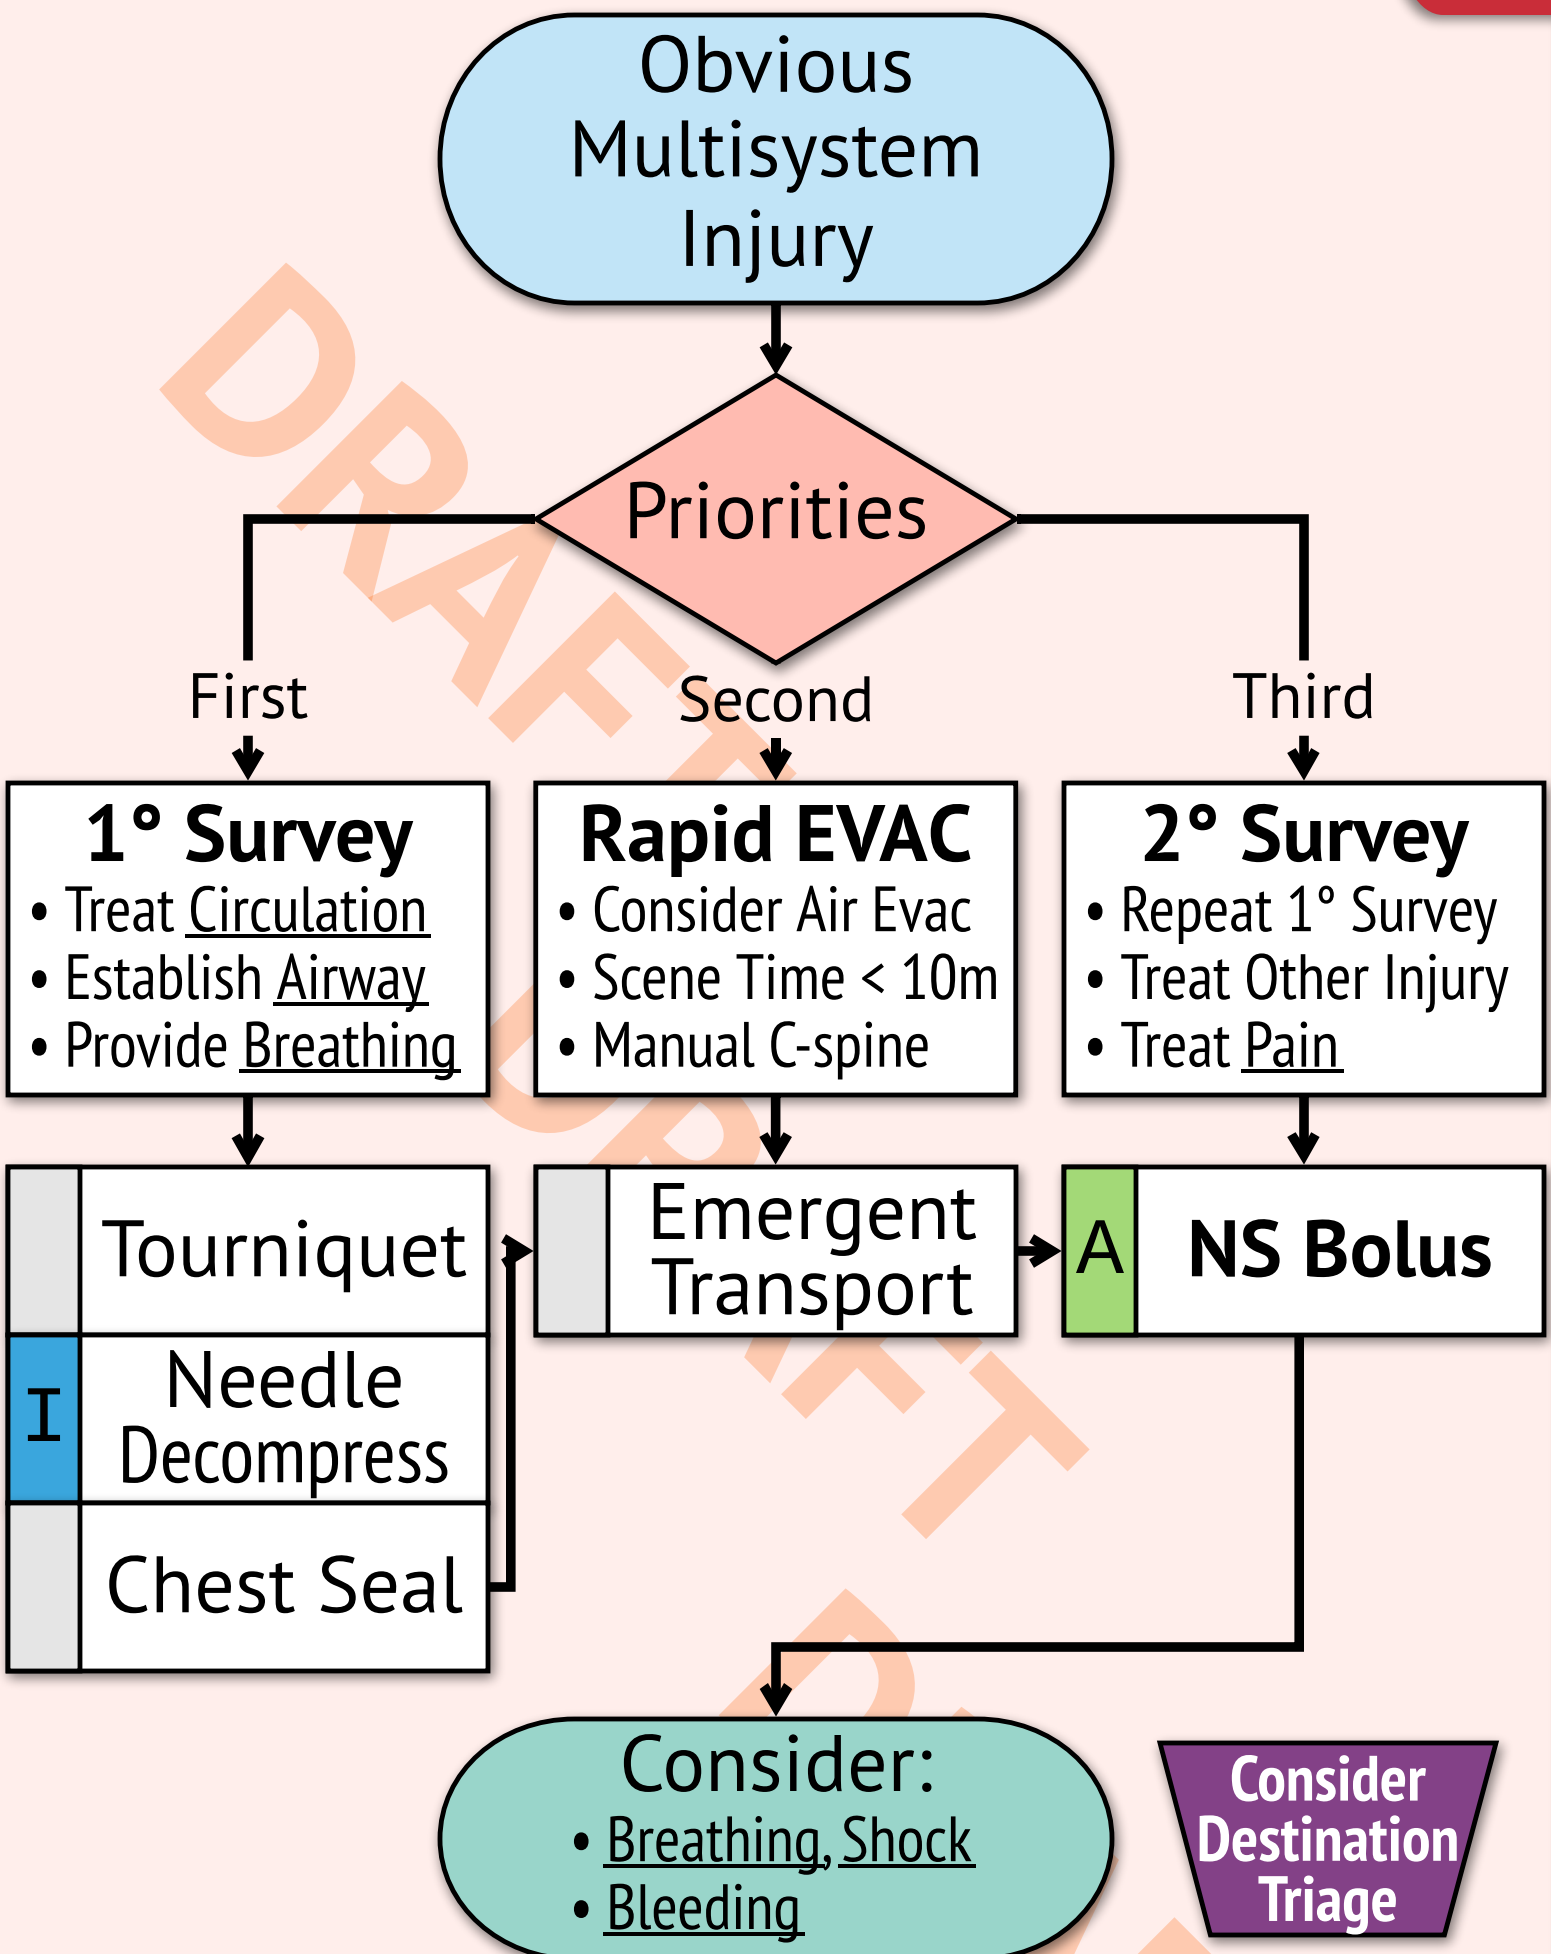 Obvious
Multisystem
Injury
DRAFT
Priorities
First
Second
Third
1° Survey
• Treat Circulation
• Establish Airway
• Provide Breathing
Rapid EVAC
• Consider Air Evac
• Scene Time < 10m
• Manual C-spine
2° Survey
• Repeat 1° Survey
• Treat Other Injury
• Treat Pain
DRAFT
Tourniquet
I
Needle
Decompress
Chest Seal
Emergent
Transport
A
NS Bolus
Consider:
• Breathing, Shock
• Bleeding
Consider
Destination
Triage